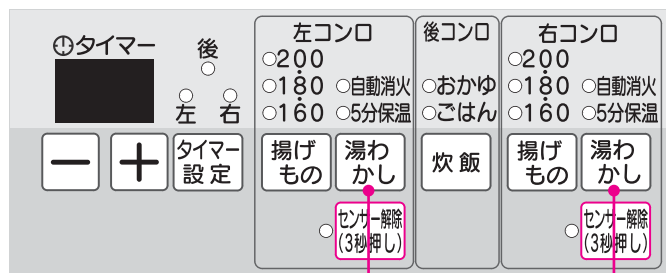 タイマー
後
左 右
左コンロ
200
180 自動消火
160 5分保温
後コンロ
おかゆ
ごはん
右コンロ
200
180 自動消火
160 5分保温
タイマー
設定
揚げ
もの
湯わ
かし
炊飯
揚げ
もの
湯わ
かし
センサー解除
(3秒押し)
センサー解除
(3秒押し)